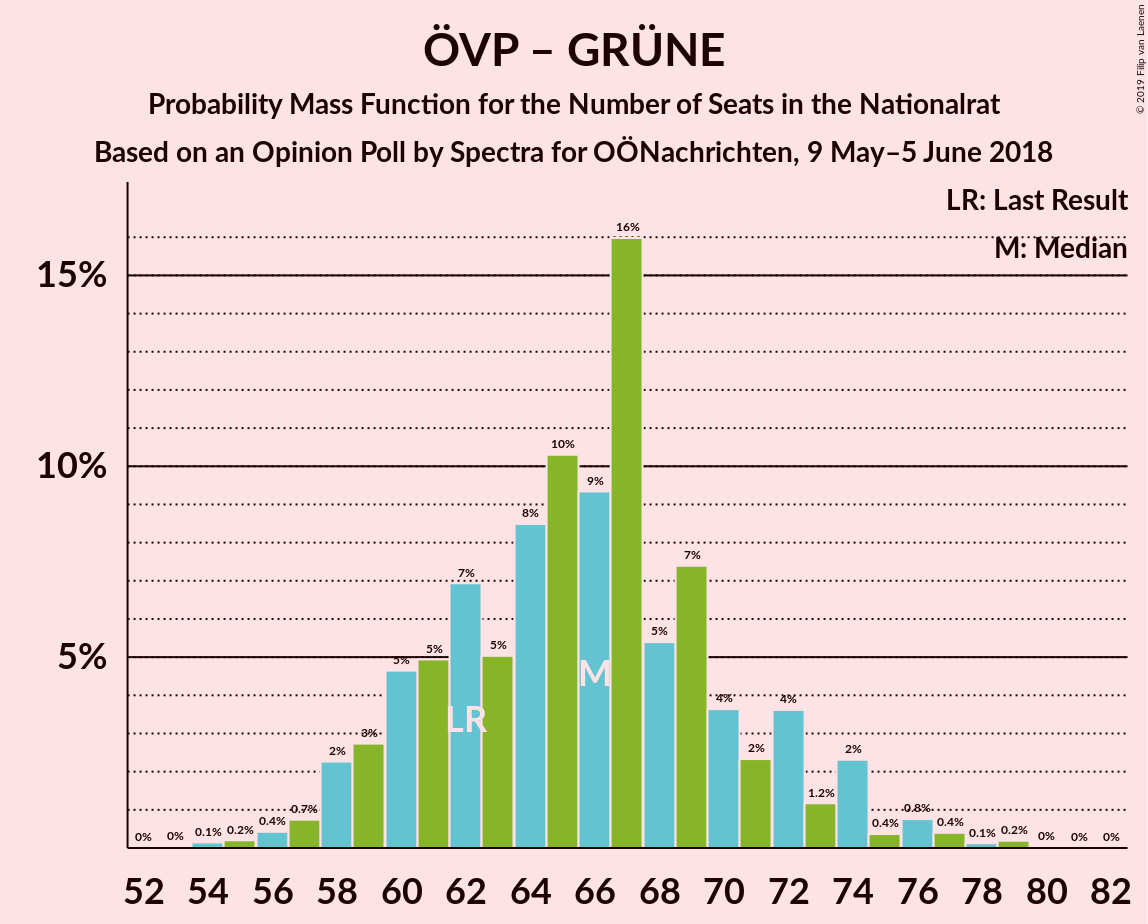 ÖVP – GRÜNE
Probability Mass Function for the Number of Seats in the Nationalrat
Based on an Opinion Poll by Spectra for OÖNachrichten, 9 May–5 June 2018
© 2019 Filip van Laenen
LR: Last Result
M: Median
15%
10%
5%
0% 0% 0.1% 0.2% 0.4% 0.7% 2% 3% 5% 5% 7% 5% 8% 10% 9% 16% 5% 7% 4% 2% 4% 1.2% 2% 0.4% 0.8% 0.4% 0.1% 0.2% 0% 0% 0%
LR
M
52 54 56 58 60 62 64 66 68 70 72 74 76 78 80 82